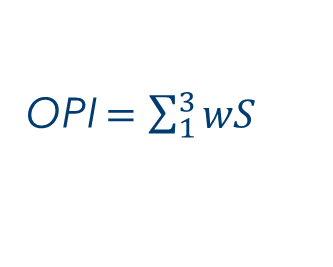 OPI = ∑₁³ wS